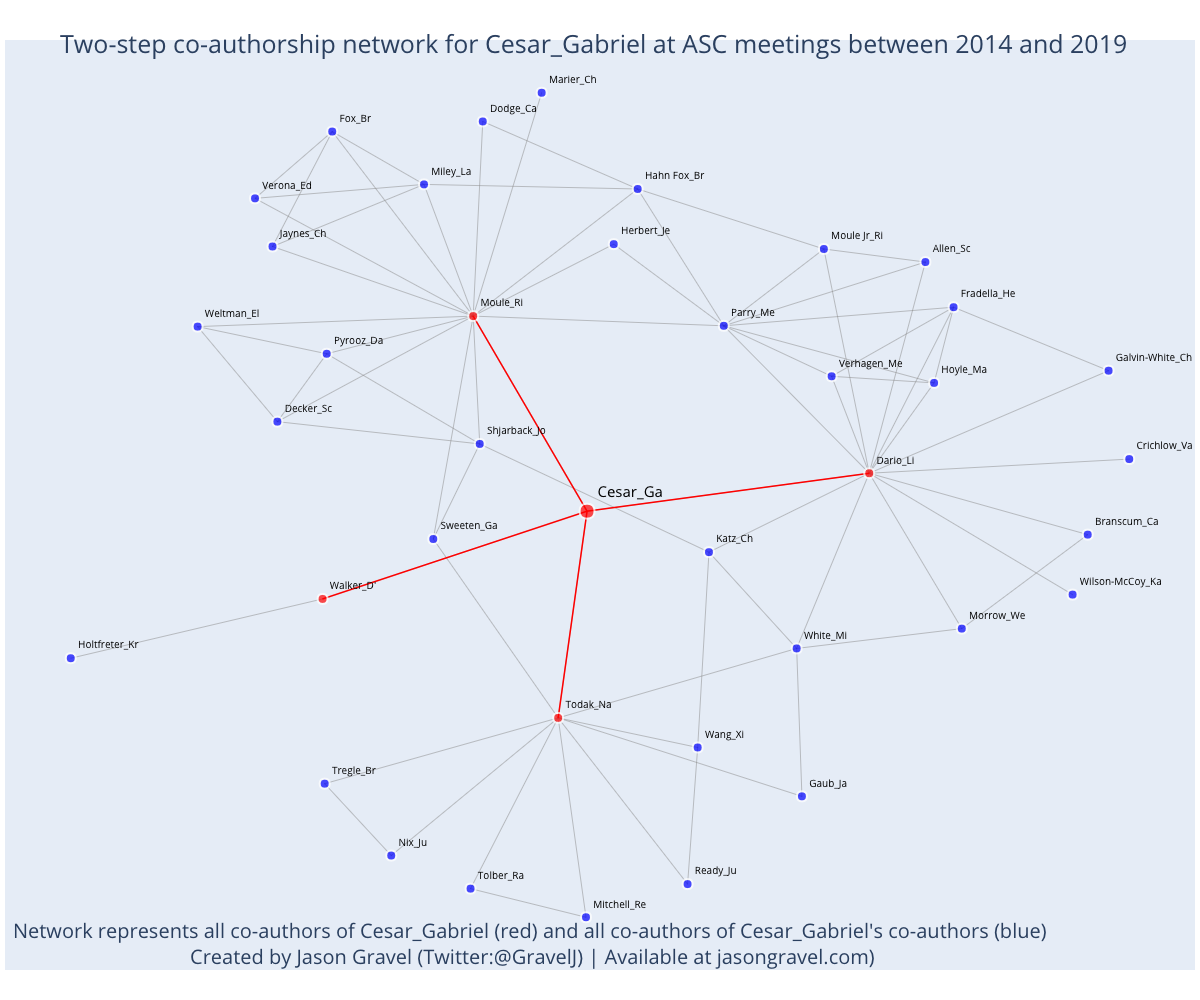 Two-step co-authorship network for Cesar_Gabriel at ASC meetings between 2014 and 2019
Marier_Ch
Dodge_Ca
Fox_Br
Miley_La
Hahn Fox_Br
Verona_Ed
Jaynes_Ch
Herbert_Je
Moule Jr_Ri
Allen_Sc
Fradella_He
Moule_Ri
Weltman_El
Parry_Me
Pyrooz_Da
Verhagen_Me
Hoyle_Ma
Galvin-White_Ch
Decker_Sc
Shjarback_Jo
Crichlow_Va
Dario_Li
Cesar_Ga
Sweeten_Ga
Katz_Ch
Branscum_Ca
Walker_D'
Wilson-McCoy_Ka
Morrow_We
White_Mi
Holtfreter_Kr
Todak_Na
Wang_Xi
Tregle_Br
Gaub_Ja
Nix_Ju
Tolber_Ra
Ready_Ju
Mitchell_Re
Network represents all co-authors of Cesar_Gabriel (red) and all co-authors of Cesar_Gabriel's co-authors (blue)
Created by Jason Gravel (Twitter:@GravelJ) | Available at jasongravel.com)